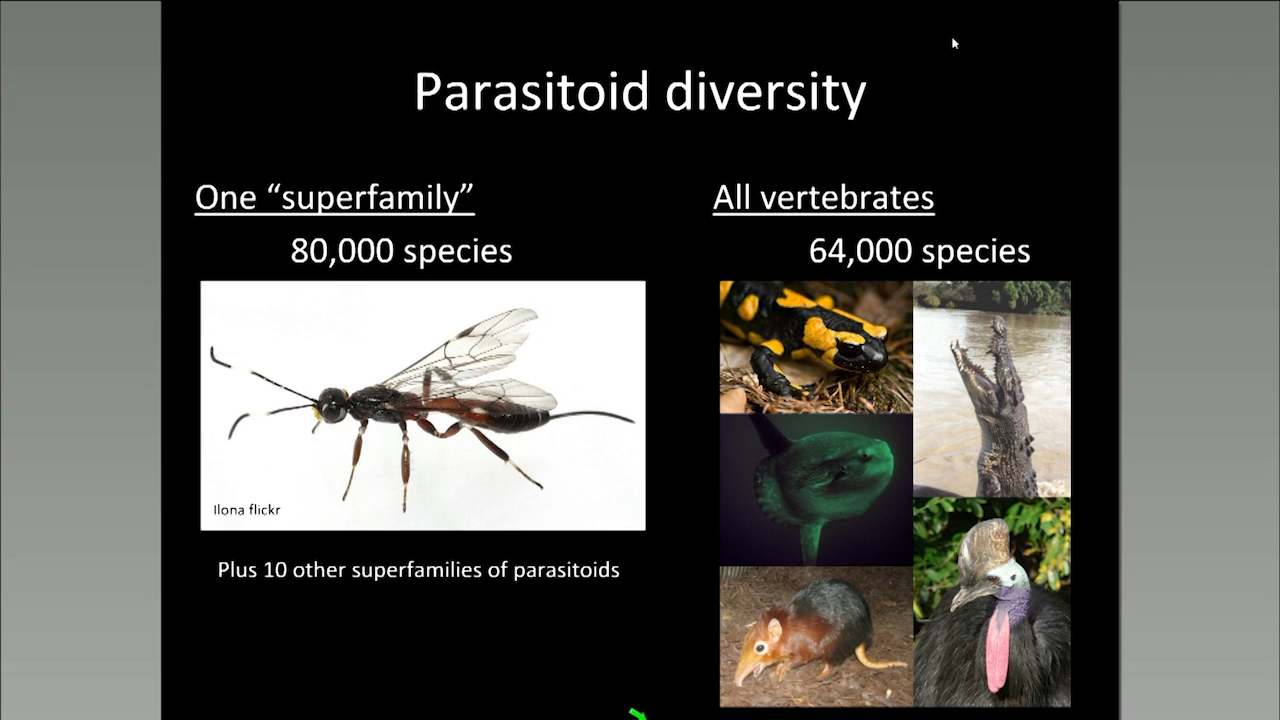 Parasitoid diversity
One “superfamily”
80,000 species
Ilona flickr
Plus 10 other superfamilies of parasitoids
All vertebrates
64,000 species